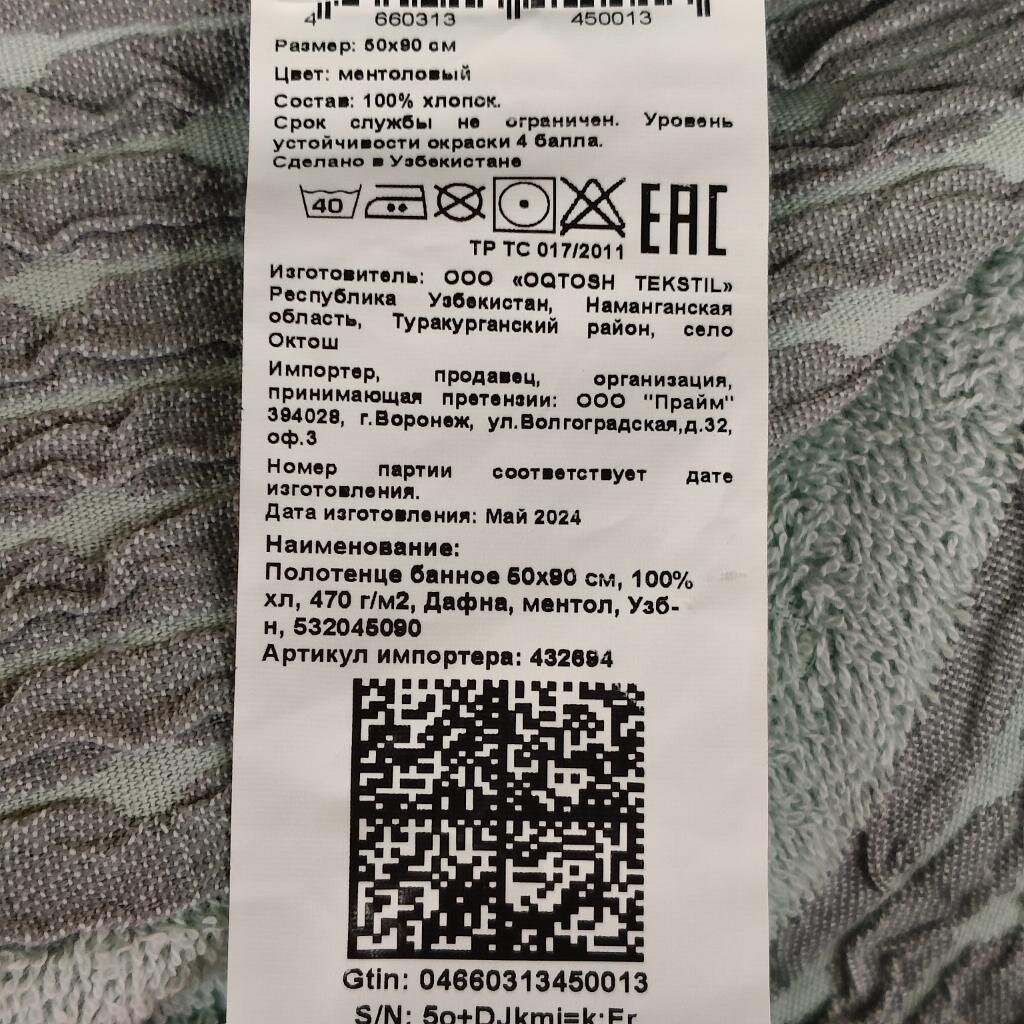 4 660313 450013
Размер: 50х90 см
Цвет: ментоловый
Состав: 100% хлопок.
Срок службы не ограничен. Уровень
устойчивости окраски 4 балла.
Сделано в Узбекистане
40
EAC
ТР ТС 017/2011
Изготовитель: ООО «OQTOSH TEKSTIL»
Республика Узбекистан, Наманганская
область, Туракурганский район, село
Октош
Импортер, продавец, организация,
принимающая претензии: ООО "Прайм"
394028, г.Воронеж, ул.Волгоградская,д.32,
оф.3
Номер партии соответствует дате
изготовления.
Дата изготовления: Май 2024
Наименование:
Полотенце банное 50х90 см, 100%
хл, 470 г/м2, Дафна, ментол, Узб-
н, 532045090
Артикул импортера: 432694
Gtin: 04660313450013
S/N: